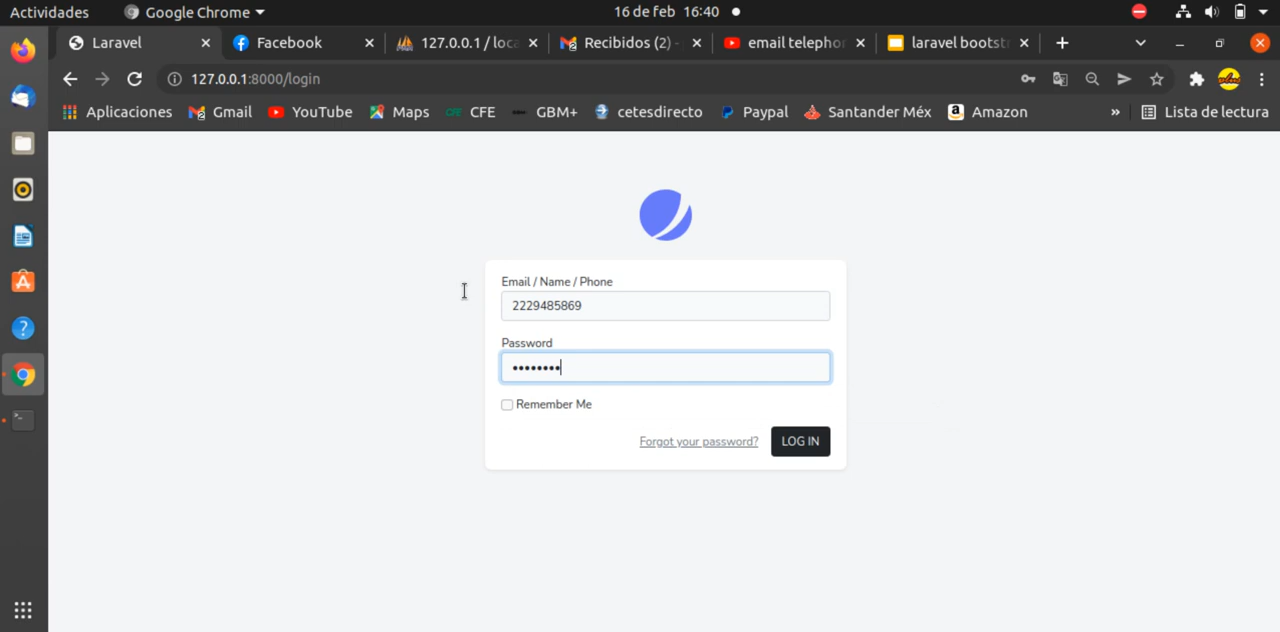 Actividades Google Chrome 16 de feb 16:40
Laravel Facebook 127.0.0.1 / loca Recibidos (2) - email telephor laravel bootst
127.0.0.1:8000/login
Aplicaciones Gmail YouTube Maps CFE GBM+ cetesdirecto Paypal Santander Méx Amazon » Lista de lectura
Email / Name / Phone
2229485869
Password
••••••••
Remember Me
Forgot your password? LOG IN